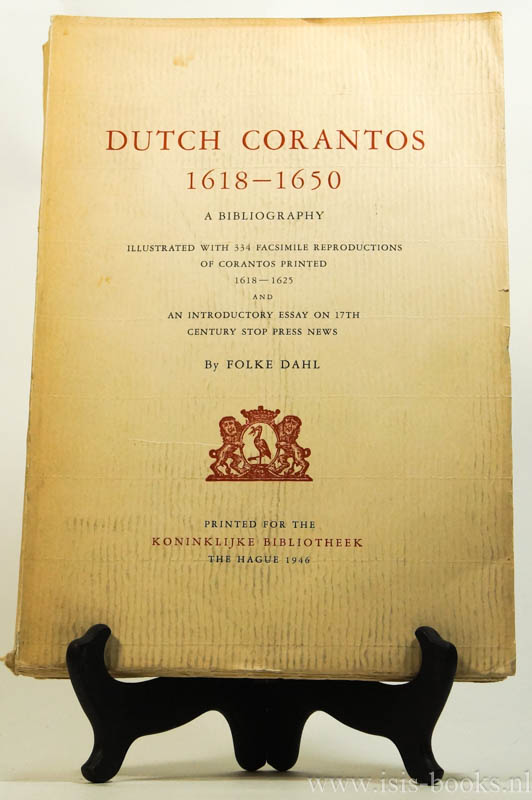 DUTCH CORANTOS
1618—1650
A BIBLIOGRAPHY
ILLUSTRATED WITH 334 FACSIMILE REPRODUCTIONS
OF CORANTOS PRINTED
1618—1625
AND
AN INTRODUCTORY ESSAY ON 17TH
CENTURY STOP PRESS NEWS
By FOLKE DAHL
PRINTED FOR THE
KONINKLIJKE BIBLIOTHEEK
THE HAGUE 1946
www.isis-books.nl